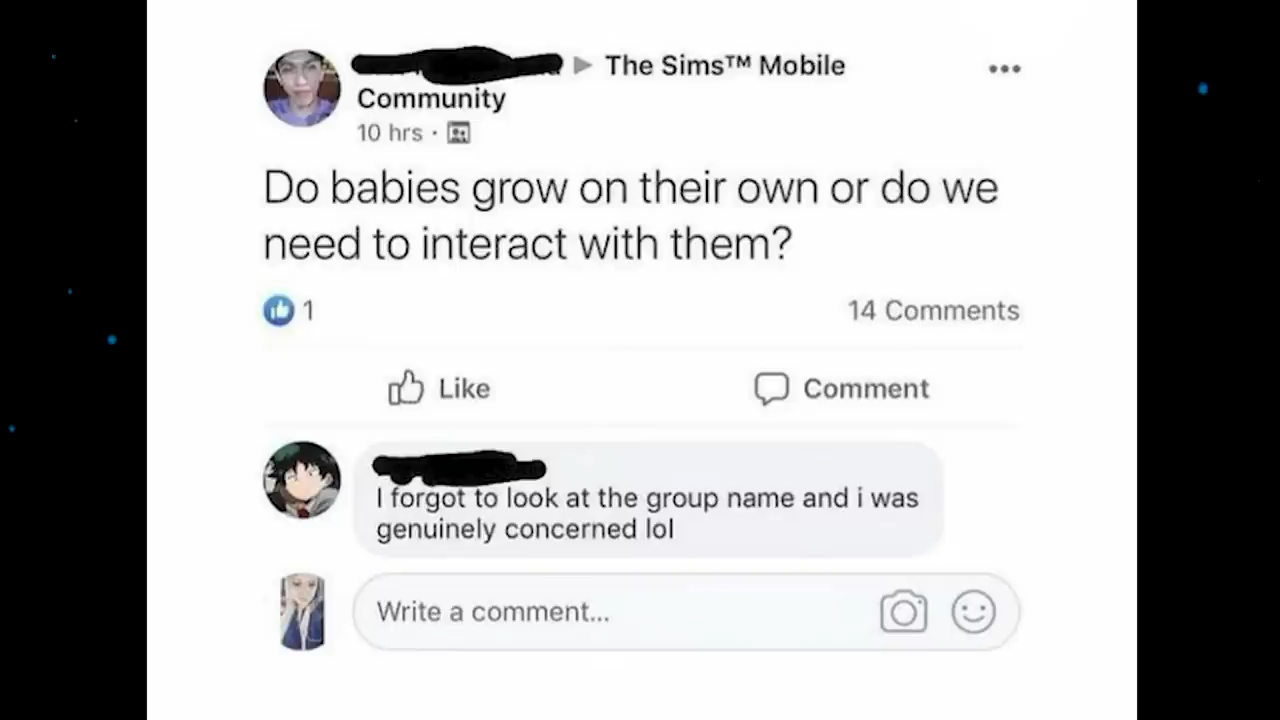 The Sims™ Mobile
Community
10 hrs ·
Do babies grow on their own or do we
need to interact with them?
1
14 Comments
Like
Comment
I forgot to look at the group name and i was
genuinely concerned lol
Write a comment...